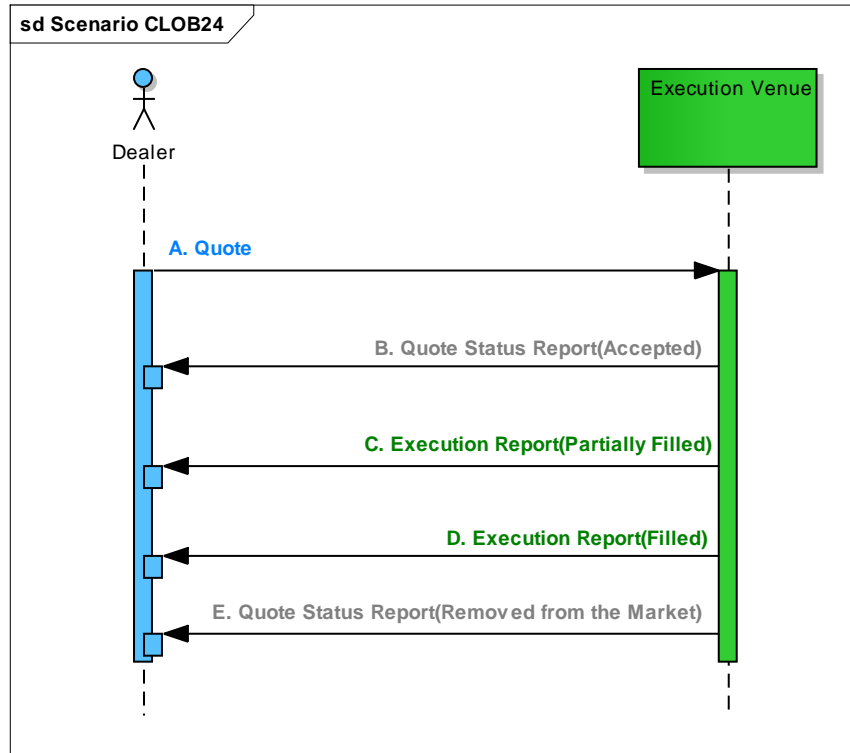 sd Scenario CLOB24
Execution Venue
Dealer
A. Quote
B. Quote Status Report(Accepted)
C. Execution Report(Partially Filled)
D. Execution Report(Filled)
E. Quote Status Report(Removed from the Market)